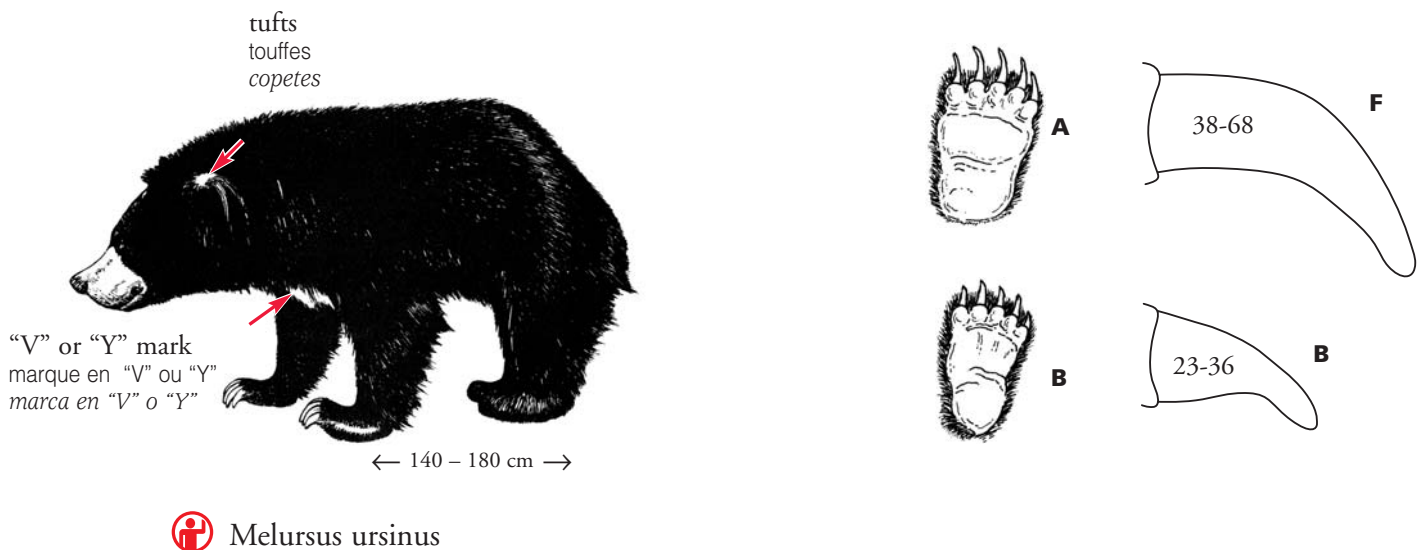 tufts
touffes
copetes
“V” or “Y” mark
marque en “V” ou “Y”
marca en “V” o “Y”
← 140 – 180 cm →
Melursus ursinus
A
38-68
F
B
23-36
B